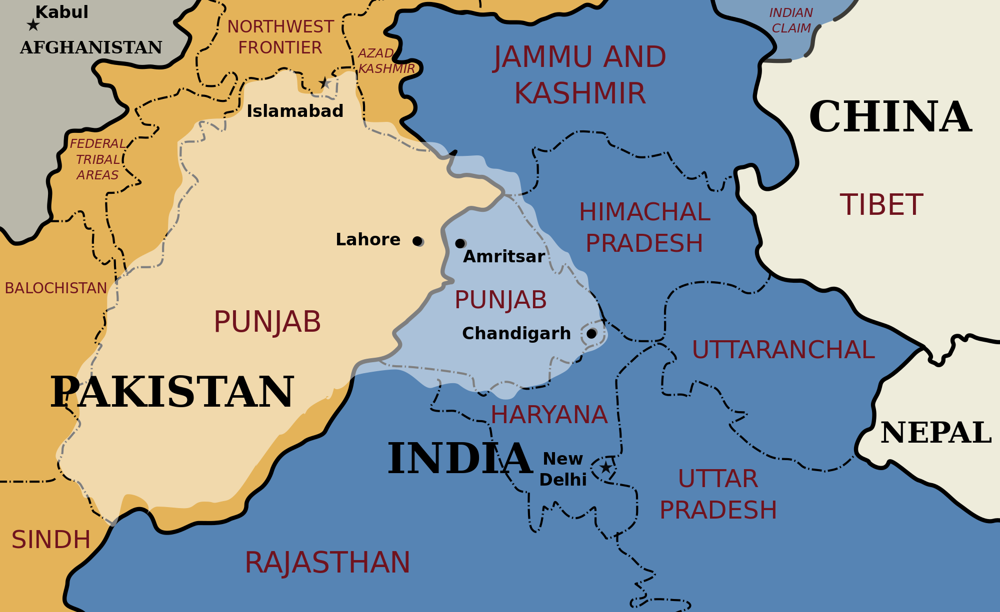 Kabul
AFGHANISTAN
NORTHWEST
FRONTIER
AZAD
KASHMIR
JAMMU AND
KASHMIR
INDIAN
CLAIM
CHINA
Islamabad
FEDERAL
TRIBAL
AREAS
TIBET
HIMACHAL
PRADESH
Lahore
Amritsar
BALOCHISTAN
PUNJAB
PUNJAB
Chandigarh
UTTARANCHAL
PAKISTAN
HARYANA
NEPAL
INDIA
New
Delhi
UTTAR
PRADESH
SINDH
RAJASTHAN